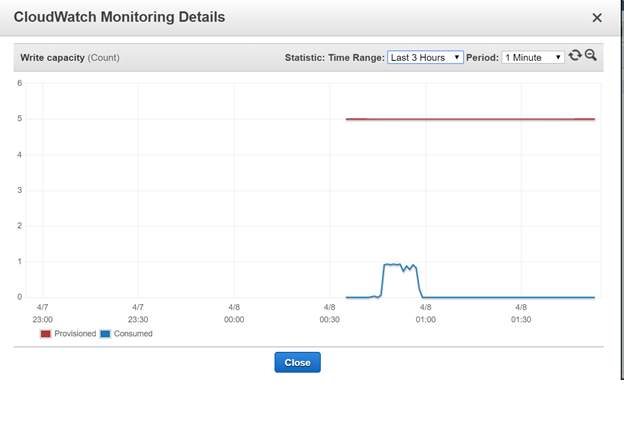 CloudWatch Monitoring Details ×
Write capacity (Count) Statistic: Time Range: Last 3 Hours Period: 1 Minute
6
5
4
3
2
1
0
4/7 4/7 4/8 4/8 4/8 4/8
23:00 23:30 00:00 00:30 01:00 01:30
Provisioned Consumed
Close